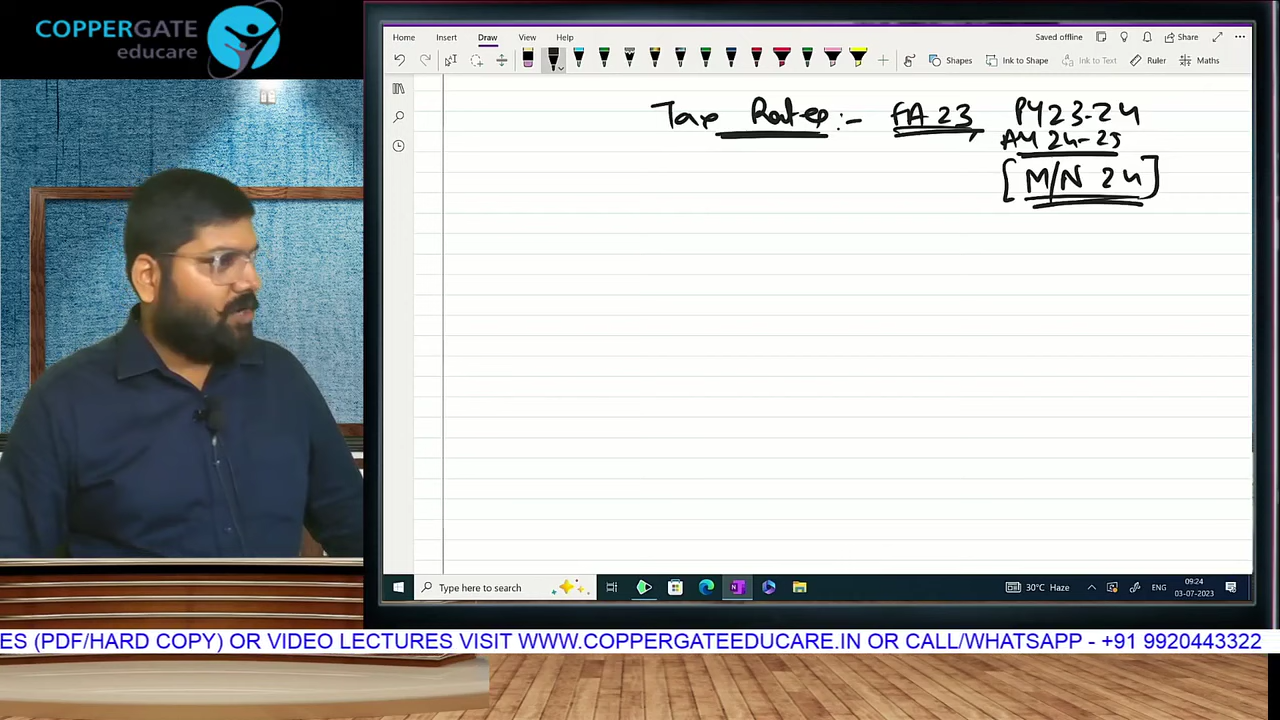 COPPERGATE
educare
Home Insert Draw View Help
Saved offline
Share
Shapes
Ink to Shape
Ink to Text
Ruler
Maths
Tax Rates :- FA 23 PY 23-24
AY 24-25
[M/N 24]
Type here to search
30°C Haze
ENG
09:24
03-07-2023
ES (PDF/HARD COPY) OR VIDEO LECTURES VISIT WWW.COPPERGATEEDUCARE.IN OR CALL/WHATSAPP - +91 9920443322